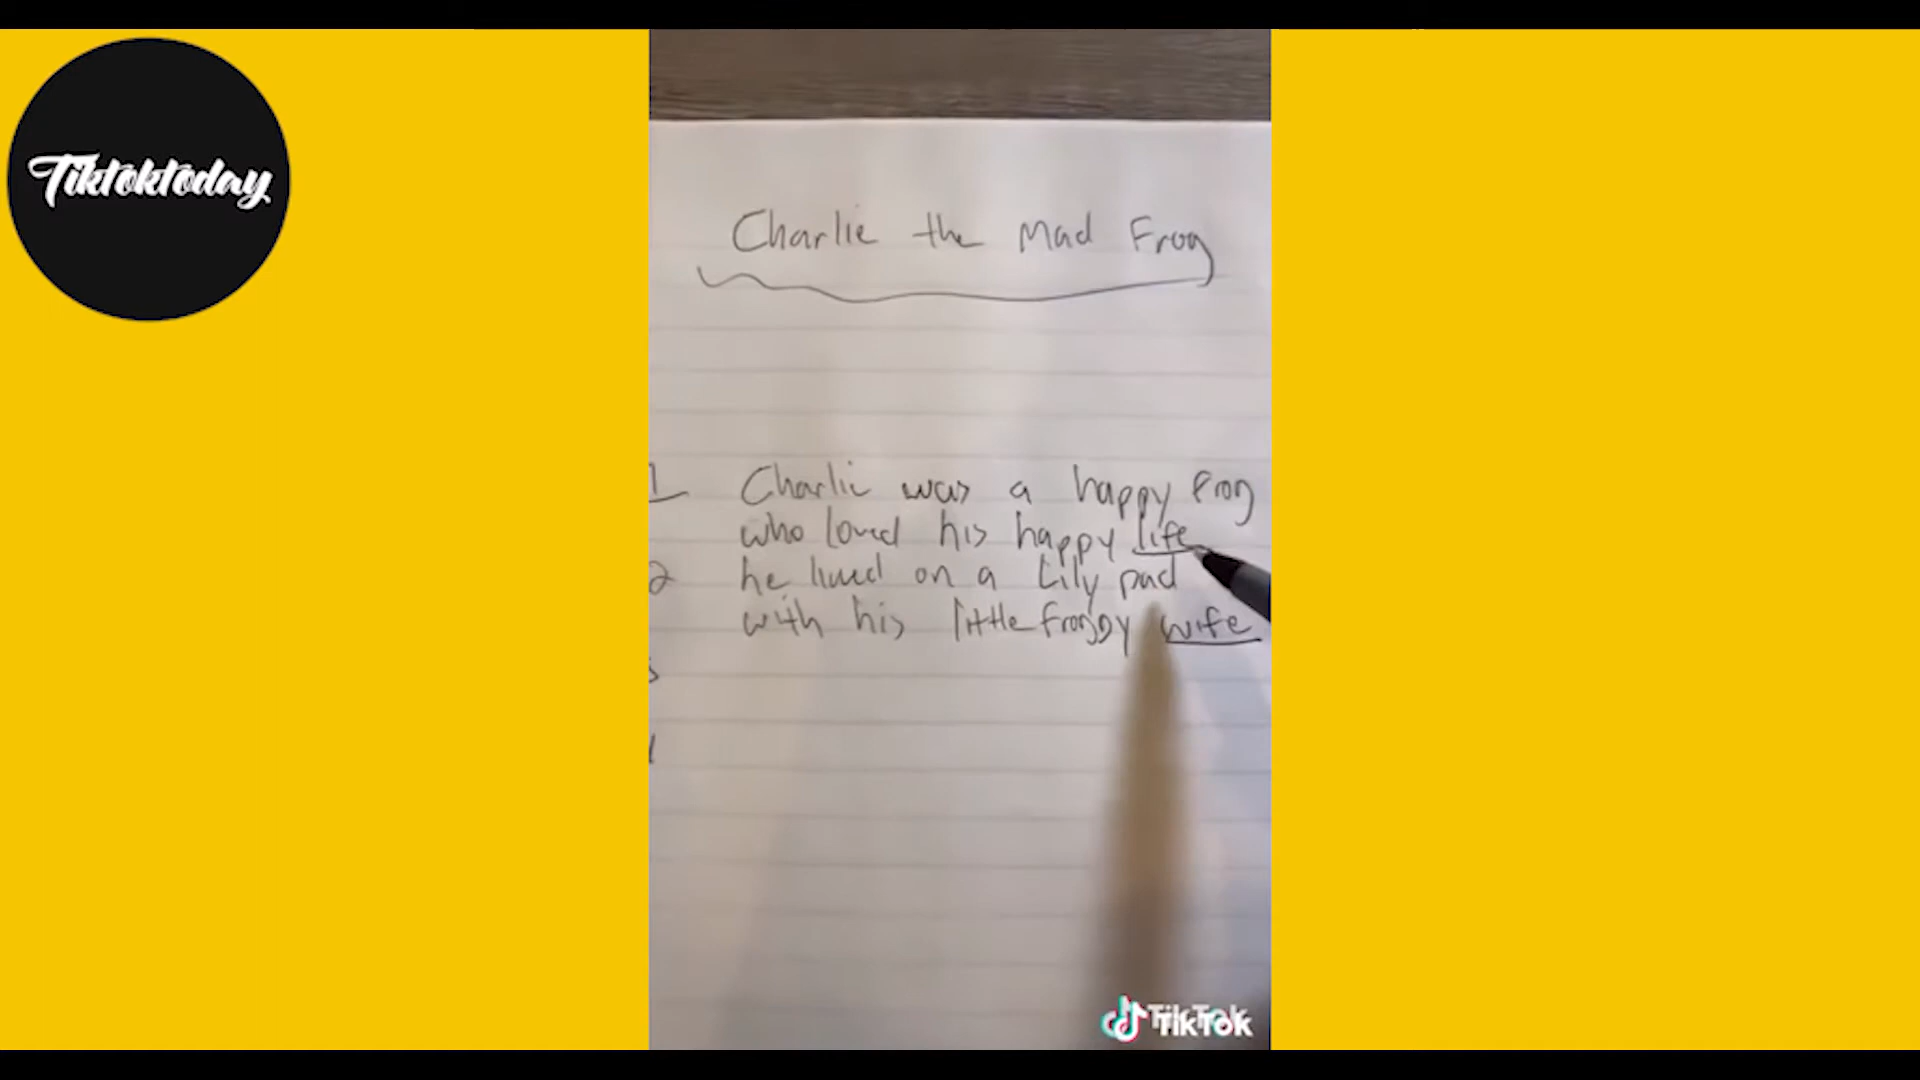 Tiktoktoday
Charlie the Mad Frog
1 Charlie was a happy frog
who loved his happy life
2 he lived on a Lily pad
with his little froggy wife
TikTok